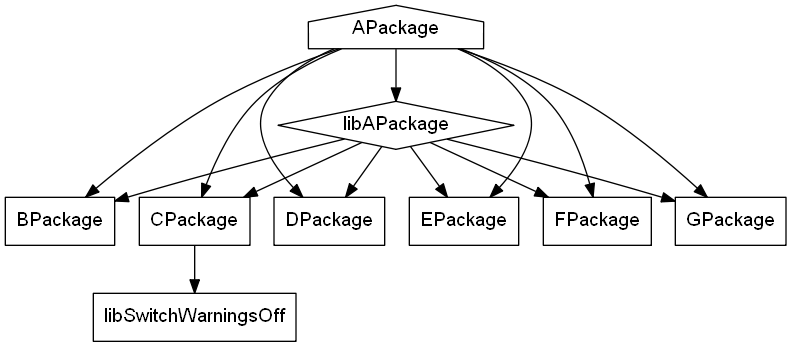 APackage
libAPackage
BPackage
CPackage
DPackage
EPackage
FPackage
GPackage
libSwitchWarningsOff